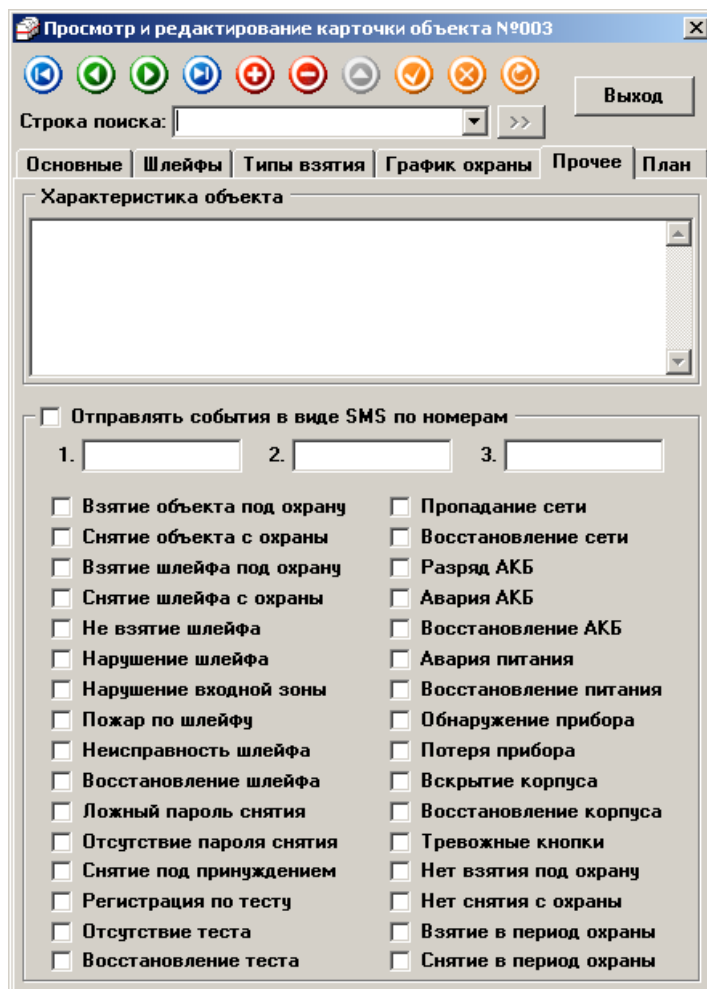 Просмотр и редактирование карточки объекта №003
Выход
Строка поиска:
>>
Основные Шлейфы Типы взятия График охраны Прочее План
Характеристика объекта
Отправлять события в виде SMS по номерам
1. 2. 3.
Взятие объекта под охрану Пропадание сети
Снятие объекта с охраны Восстановление сети
Взятие шлейфа под охрану Разряд АКБ
Снятие шлейфа с охраны Авария АКБ
Не взятие шлейфа Восстановление АКБ
Нарушение шлейфа Авария питания
Нарушение входной зоны Восстановление питания
Пожар по шлейфу Обнаружение прибора
Неисправность шлейфа Потеря прибора
Восстановление шлейфа Вскрытие корпуса
Ложный пароль снятия Восстановление корпуса
Отсутствие пароля снятия Тревожные кнопки
Снятие под принуждением Нет взятия под охрану
Регистрация по тесту Нет снятия с охраны
Отсутствие теста Взятие в период охраны
Восстановление теста Снятие в период охраны